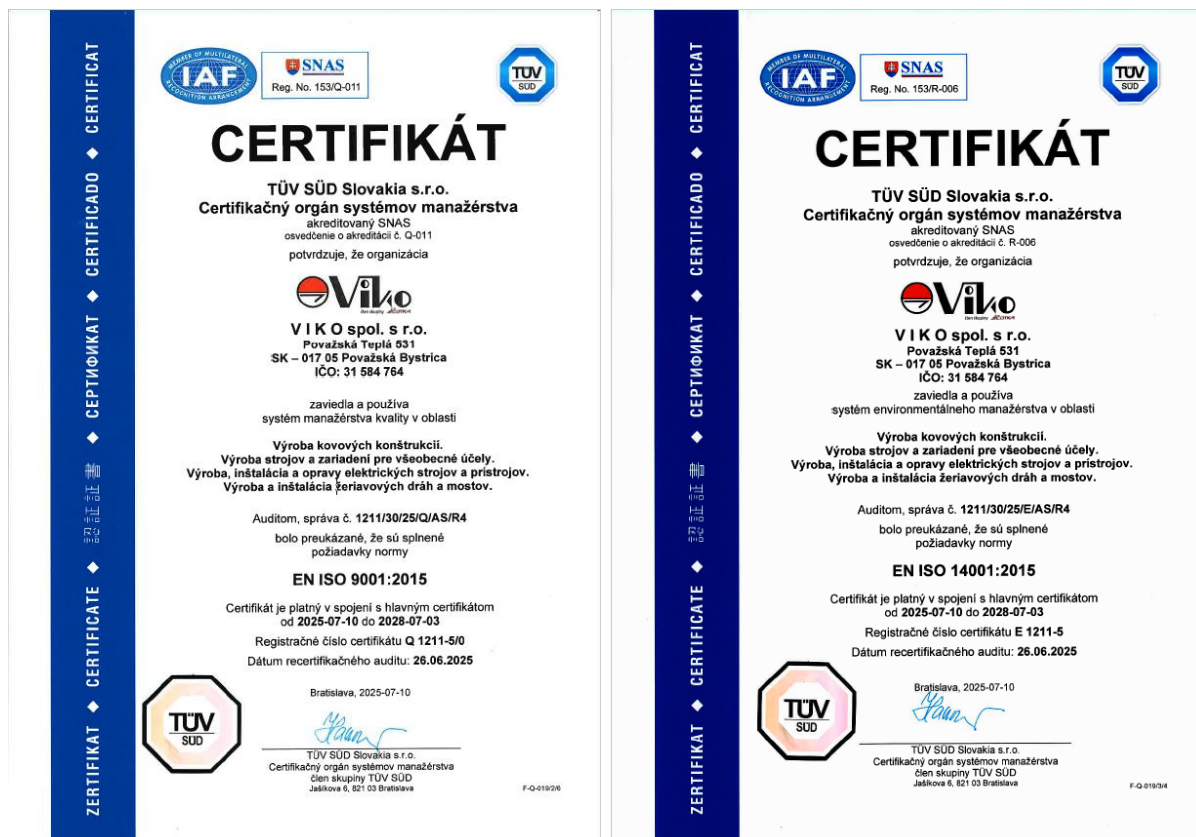 ZERTIFIKAT ◆ CERTIFICATE ◆ 認証証書 ◆ СЕРТИФИКАТ ◆ CERTIFICADO ◆ CERTIFICAT
MEMBER OF MULTILATERAL
IAF
RECOGNITION ARRANGEMENT
SNAS
Reg. No. 153/Q-011
TÜV
SÜD
CERTIFIKÁT
TÜV SÜD Slovakia s.r.o.
Certifikačný orgán systémov manažérstva
akreditovaný SNAS
osvedčenie o akreditácii č. Q-011
potvrdzuje, že organizácia
Viko
V I K O spol. s r.o.
Považská Teplá 531
SK – 017 05 Považská Bystrica
IČO: 31 584 764
zaviedla a používa
systém manažérstva kvality v oblasti
Výroba kovových konštrukcií.
Výroba strojov a zariadení pre všeobecné účely.
Výroba, inštalácia a opravy elektrických strojov a prístrojov.
Výroba a inštalácia žeriavových dráh a mostov.
Auditom, správa č. 1211/30/25/Q/AS/R4
bolo preukázané, že sú splnené
požiadavky normy
EN ISO 9001:2015
Certifikát je platný v spojení s hlavným certifikátom
od 2025-07-10 do 2028-07-03
Registračné číslo certifikátu Q 1211-5/0
Dátum recertifikačného auditu: 26.06.2025
Bratislava, 2025-07-10
TÜV
SÜD
TÜV SÜD Slovakia s.r.o.
Certifikačný orgán systémov manažérstva
člen skupiny TÜV SÜD
Jašíkova 6, 821 03 Bratislava
F-Q-019/2/6
ZERTIFIKAT ◆ CERTIFICATE ◆ 認証証書 ◆ СЕРТИФИКАТ ◆ CERTIFICADO ◆ CERTIFICAT
MEMBER OF MULTILATERAL
IAF
RECOGNITION ARRANGEMENT
SNAS
Reg. No. 153/R-006
TÜV
SÜD
CERTIFIKÁT
TÜV SÜD Slovakia s.r.o.
Certifikačný orgán systémov manažérstva
akreditovaný SNAS
osvedčenie o akreditácii č. R-006
potvrdzuje, že organizácia
Viko
V I K O spol. s r.o.
Považská Teplá 531
SK – 017 05 Považská Bystrica
IČO: 31 584 764
zaviedla a používa
systém environmentálneho manažérstva v oblasti
Výroba kovových konštrukcií.
Výroba strojov a zariadení pre všeobecné účely.
Výroba, inštalácia a opravy elektrických strojov a prístrojov.
Výroba a inštalácia žeriavových dráh a mostov.
Auditom, správa č. 1211/30/25/E/AS/R4
bolo preukázané, že sú splnené
požiadavky normy
EN ISO 14001:2015
Certifikát je platný v spojení s hlavným certifikátom
od 2025-07-10 do 2028-07-03
Registračné číslo certifikátu E 1211-5
Dátum recertifikačného auditu: 26.06.2025
Bratislava, 2025-07-10
TÜV
SÜD
TÜV SÜD Slovakia s.r.o.
Certifikačný orgán systémov manažérstva
člen skupiny TÜV SÜD
Jašíkova 6, 821 03 Bratislava
F-Q-019/3/4